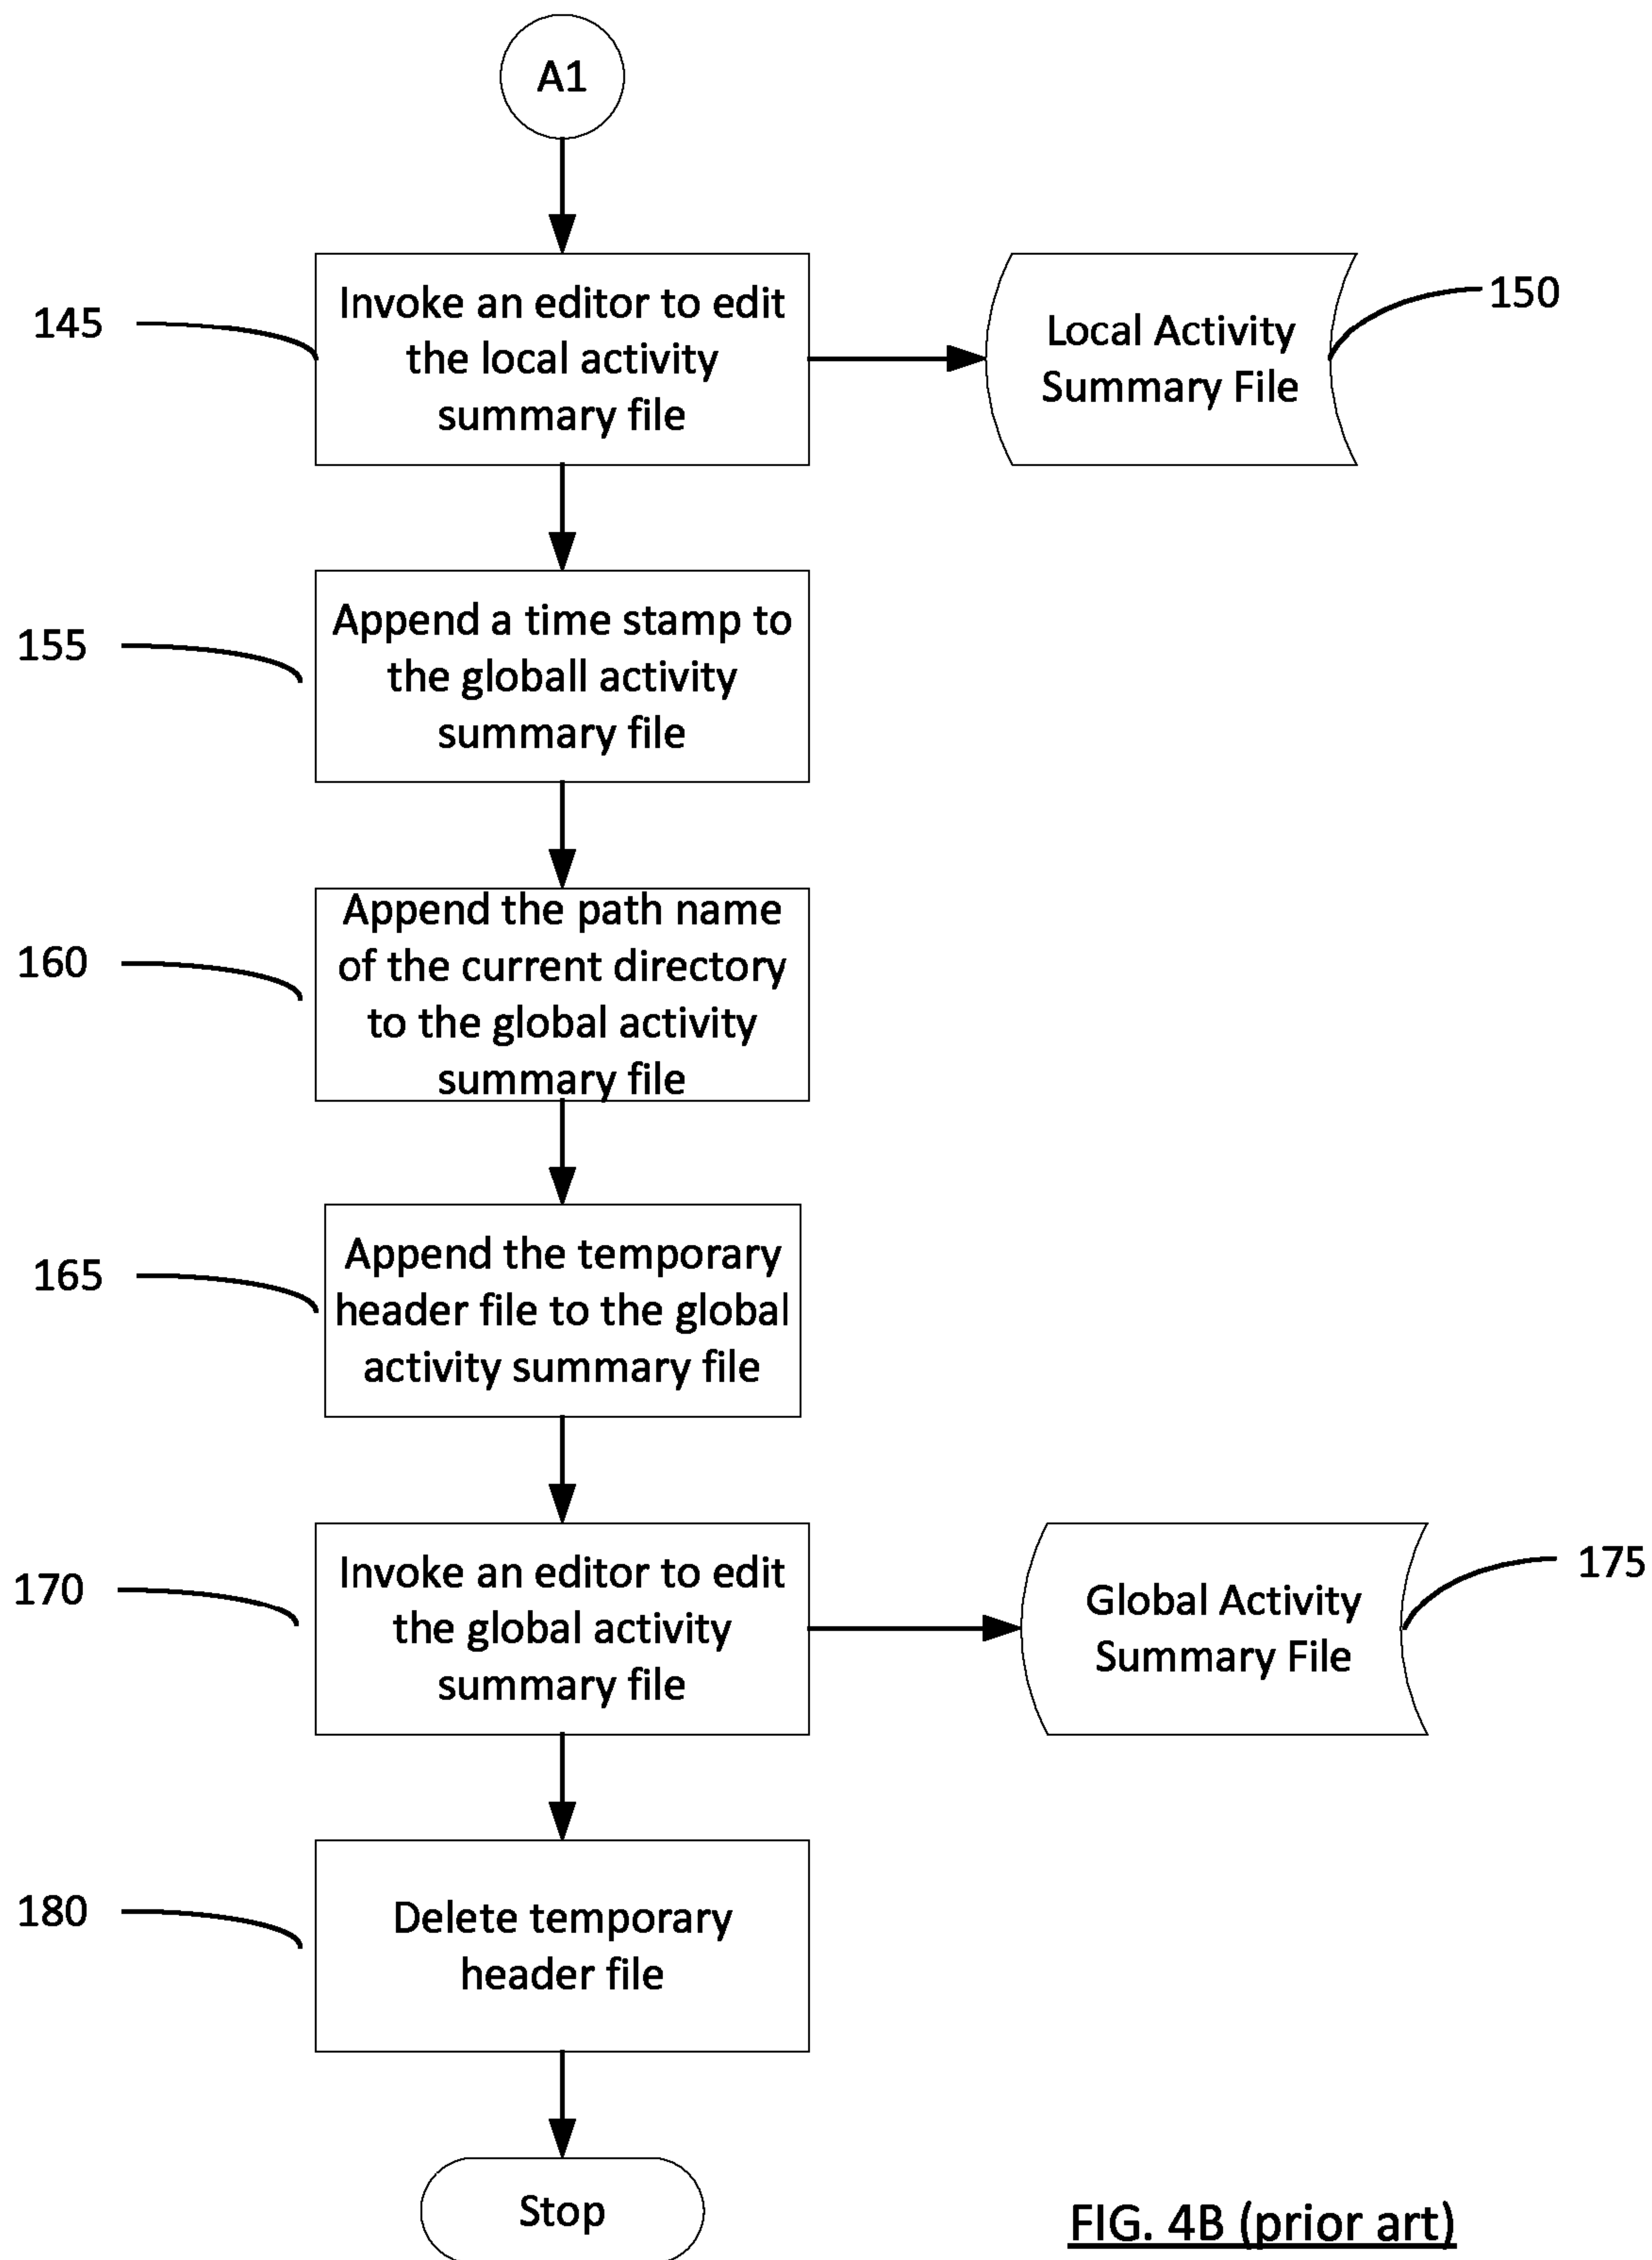 A1
145
Invoke an editor to edit
the local activity
summary file
Local Activity
Summary File
150
155
Append a time stamp to
the globall activity
summary file
160
Append the path name
of the current directory
to the global activity
summary file
165
Append the temporary
header file to the global
activity summary file
170
Invoke an editor to edit
the global activity
summary file
Global Activity
Summary File
175
180
Delete temporary
header file
Stop
FIG. 4B (prior art)